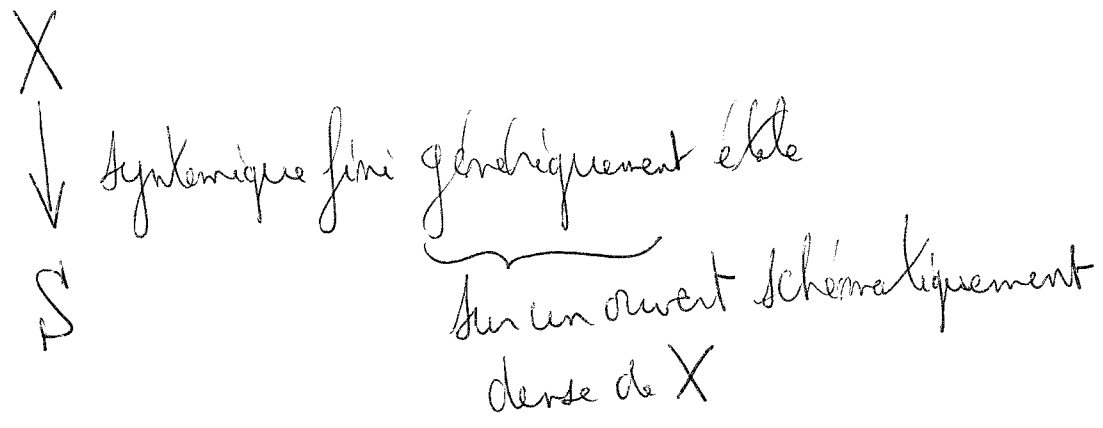 X
↓ syntomique fini génériquement étale
S sur un ouvert schématiquement
dense de X